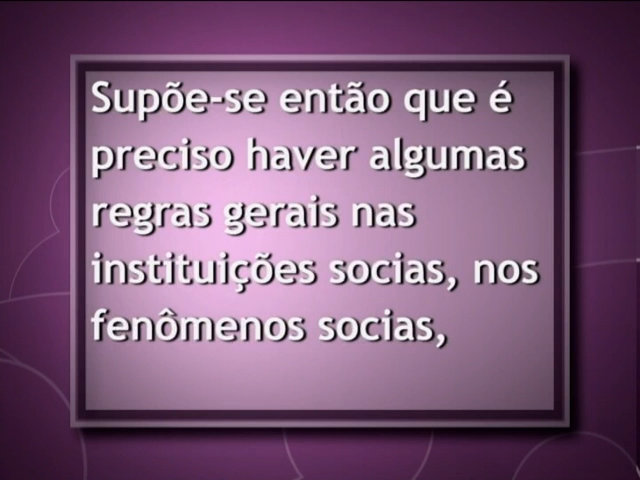 Supõe-se então que é
preciso haver algumas
regras gerais nas
instituições socias, nos
fenômenos socias,